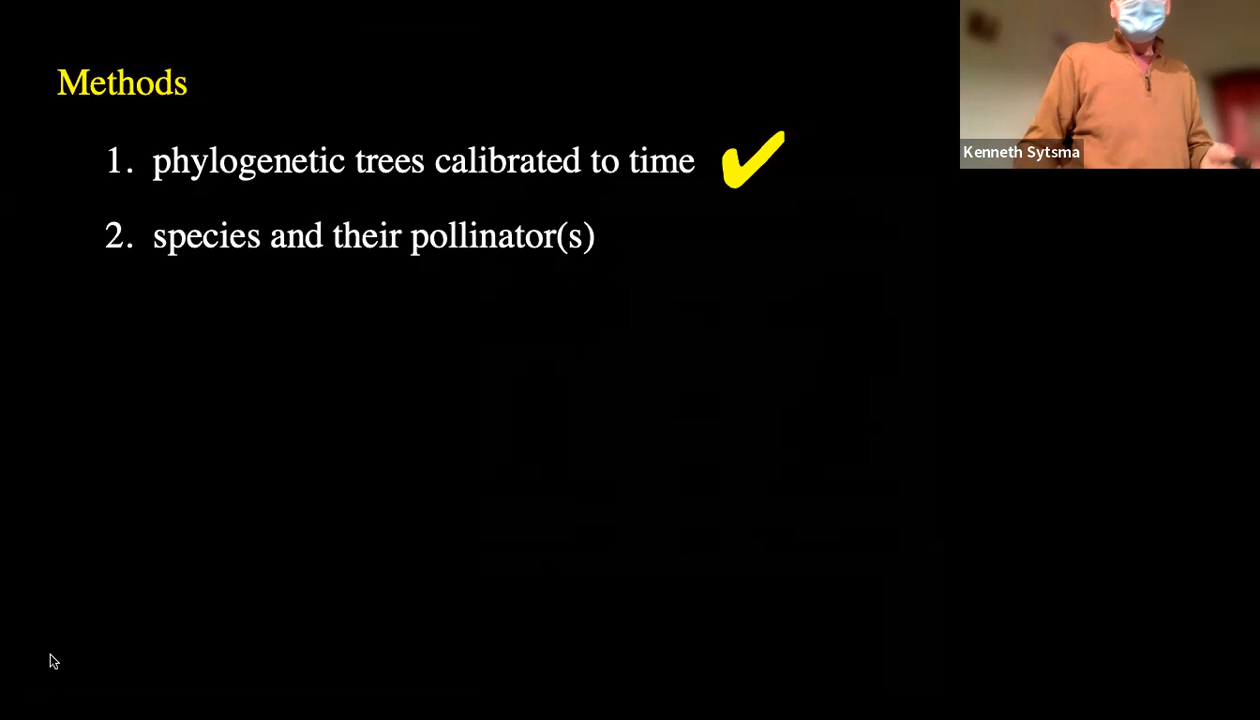 Methods
1. phylogenetic trees calibrated to time
Kenneth Sytsma
2. species and their pollinator(s)